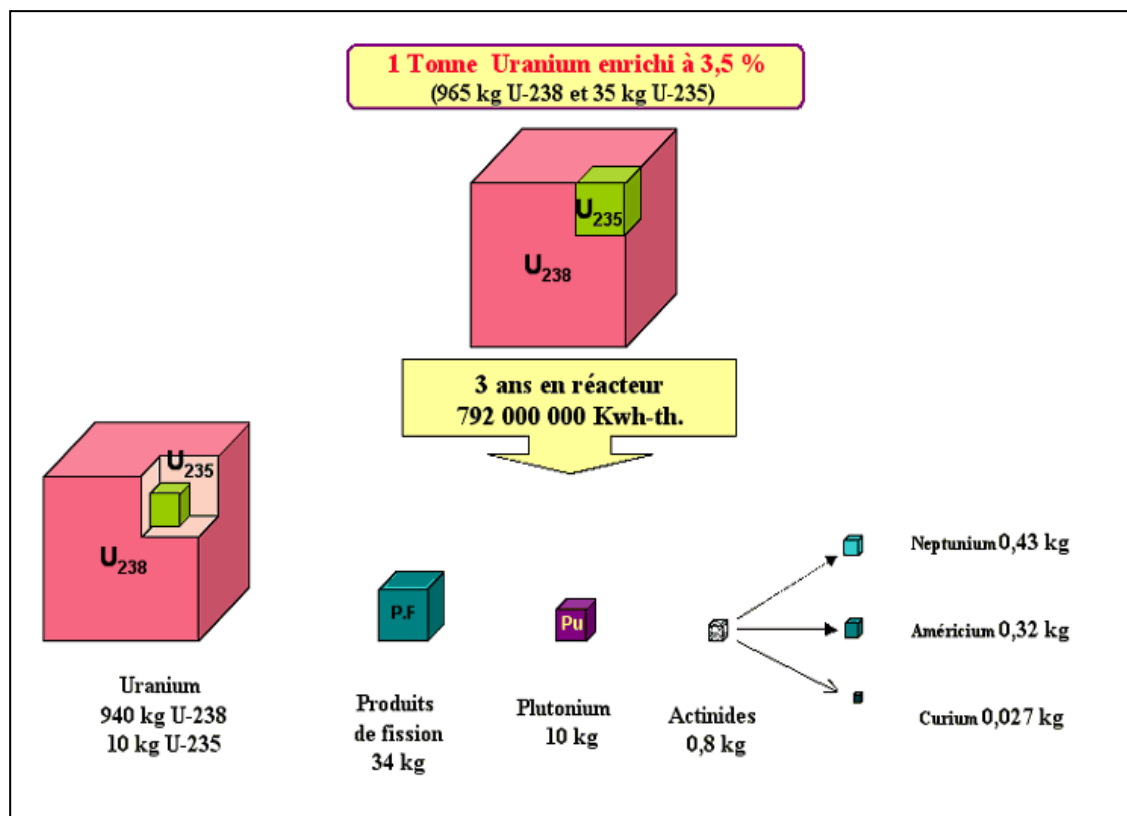 1 Tonne Uranium enrichi à 3,5 %
(965 kg U-238 et 35 kg U-235)
U235
U238
3 ans en réacteur
792 000 000 Kwh-th.
U235
U238
P.F
Pu
Neptunium 0,43 kg
Américium 0,32 kg
Curium 0,027 kg
Uranium
940 kg U-238
10 kg U-235
Produits
de fission
34 kg
Plutonium
10 kg
Actinides
0,8 kg